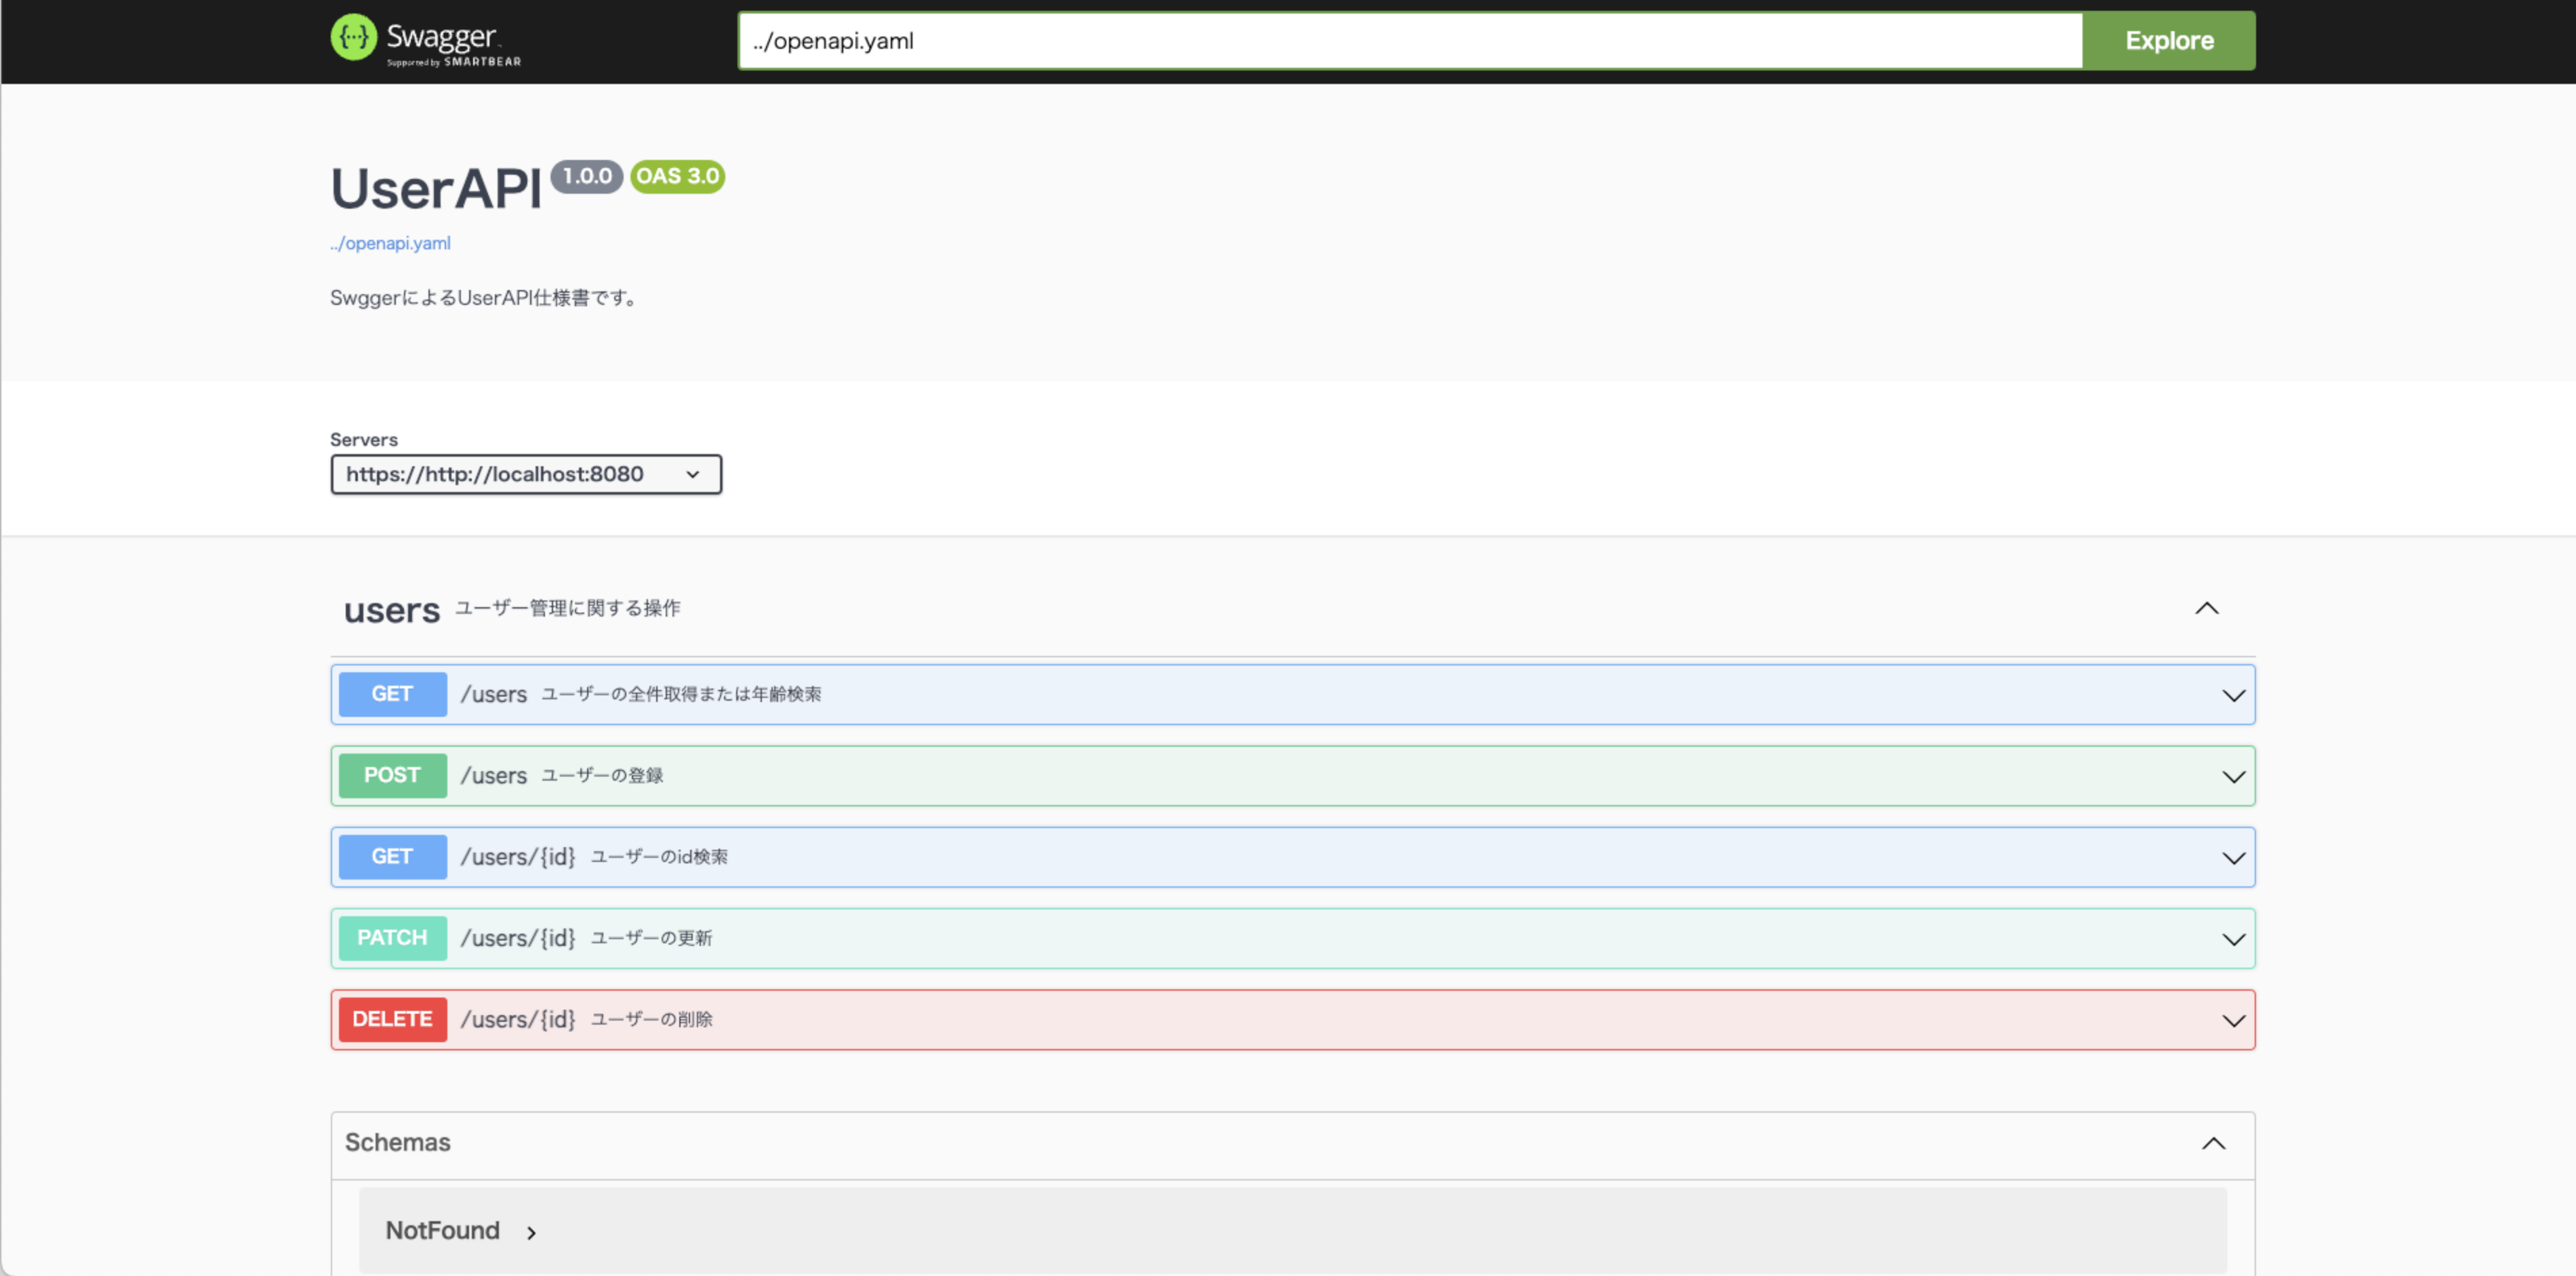 Swagger
Supported by SMARTBEAR
../openapi.yaml
Explore
UserAPI 1.0.0 OAS 3.0
../openapi.yaml
SwggerによるUserAPI仕様書です。
Servers
https://http://localhost:8080
users ユーザー管理に関する操作
GET /users ユーザーの全件取得または年齢検索
POST /users ユーザーの登録
GET /users/{id} ユーザーのid検索
PATCH /users/{id} ユーザーの更新
DELETE /users/{id} ユーザーの削除
Schemas
NotFound